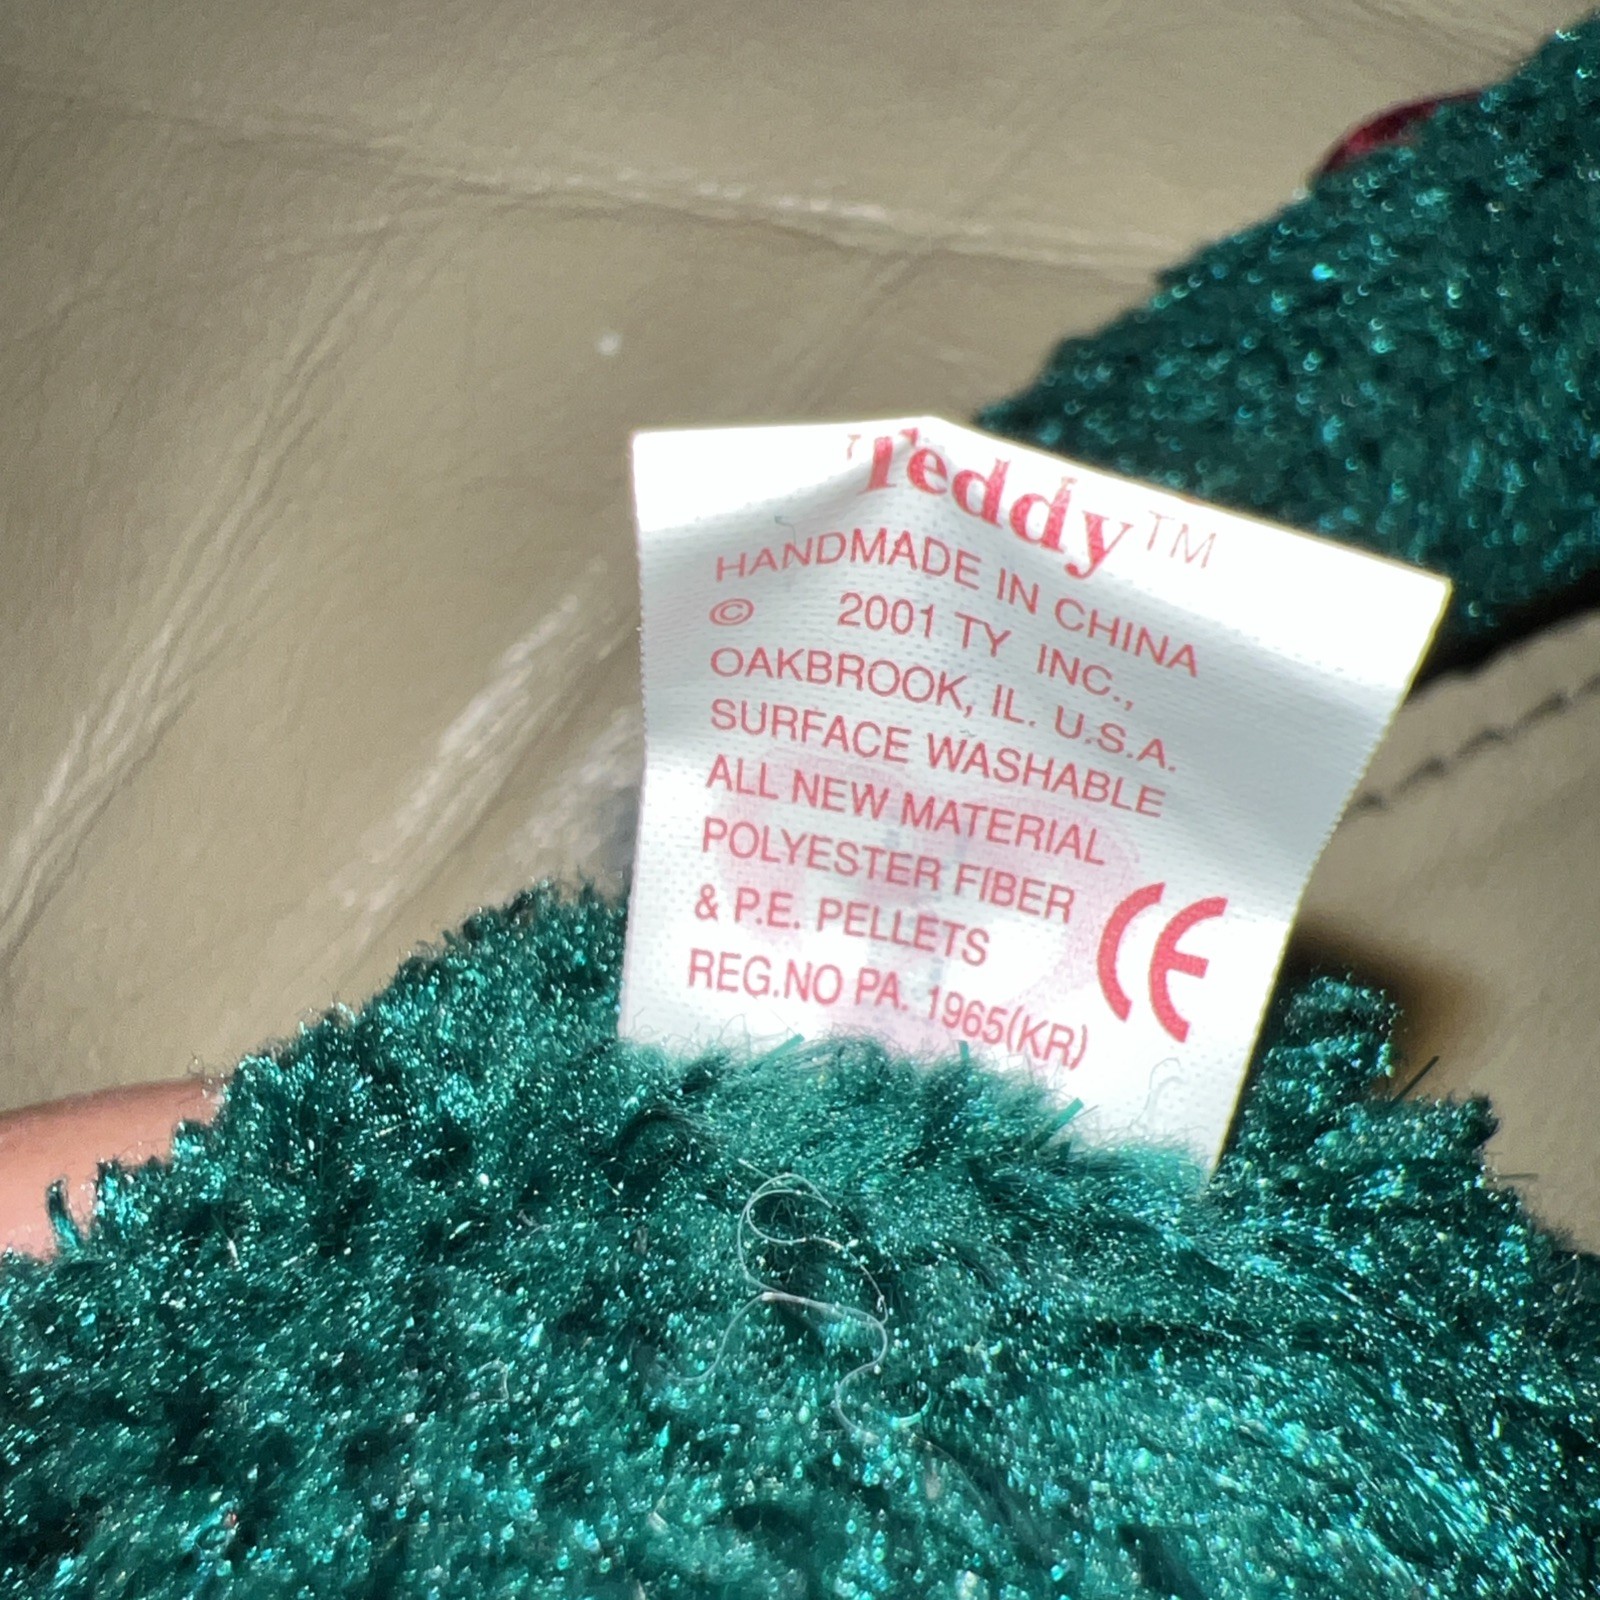 Teddy™
HANDMADE IN CHINA
© 2001 TY INC.,
OAKBROOK, IL. U.S.A.
SURFACE WASHABLE
ALL NEW MATERIAL
POLYESTER FIBER
& P.E. PELLETS
REG.NO PA. 1965(KR)
CE